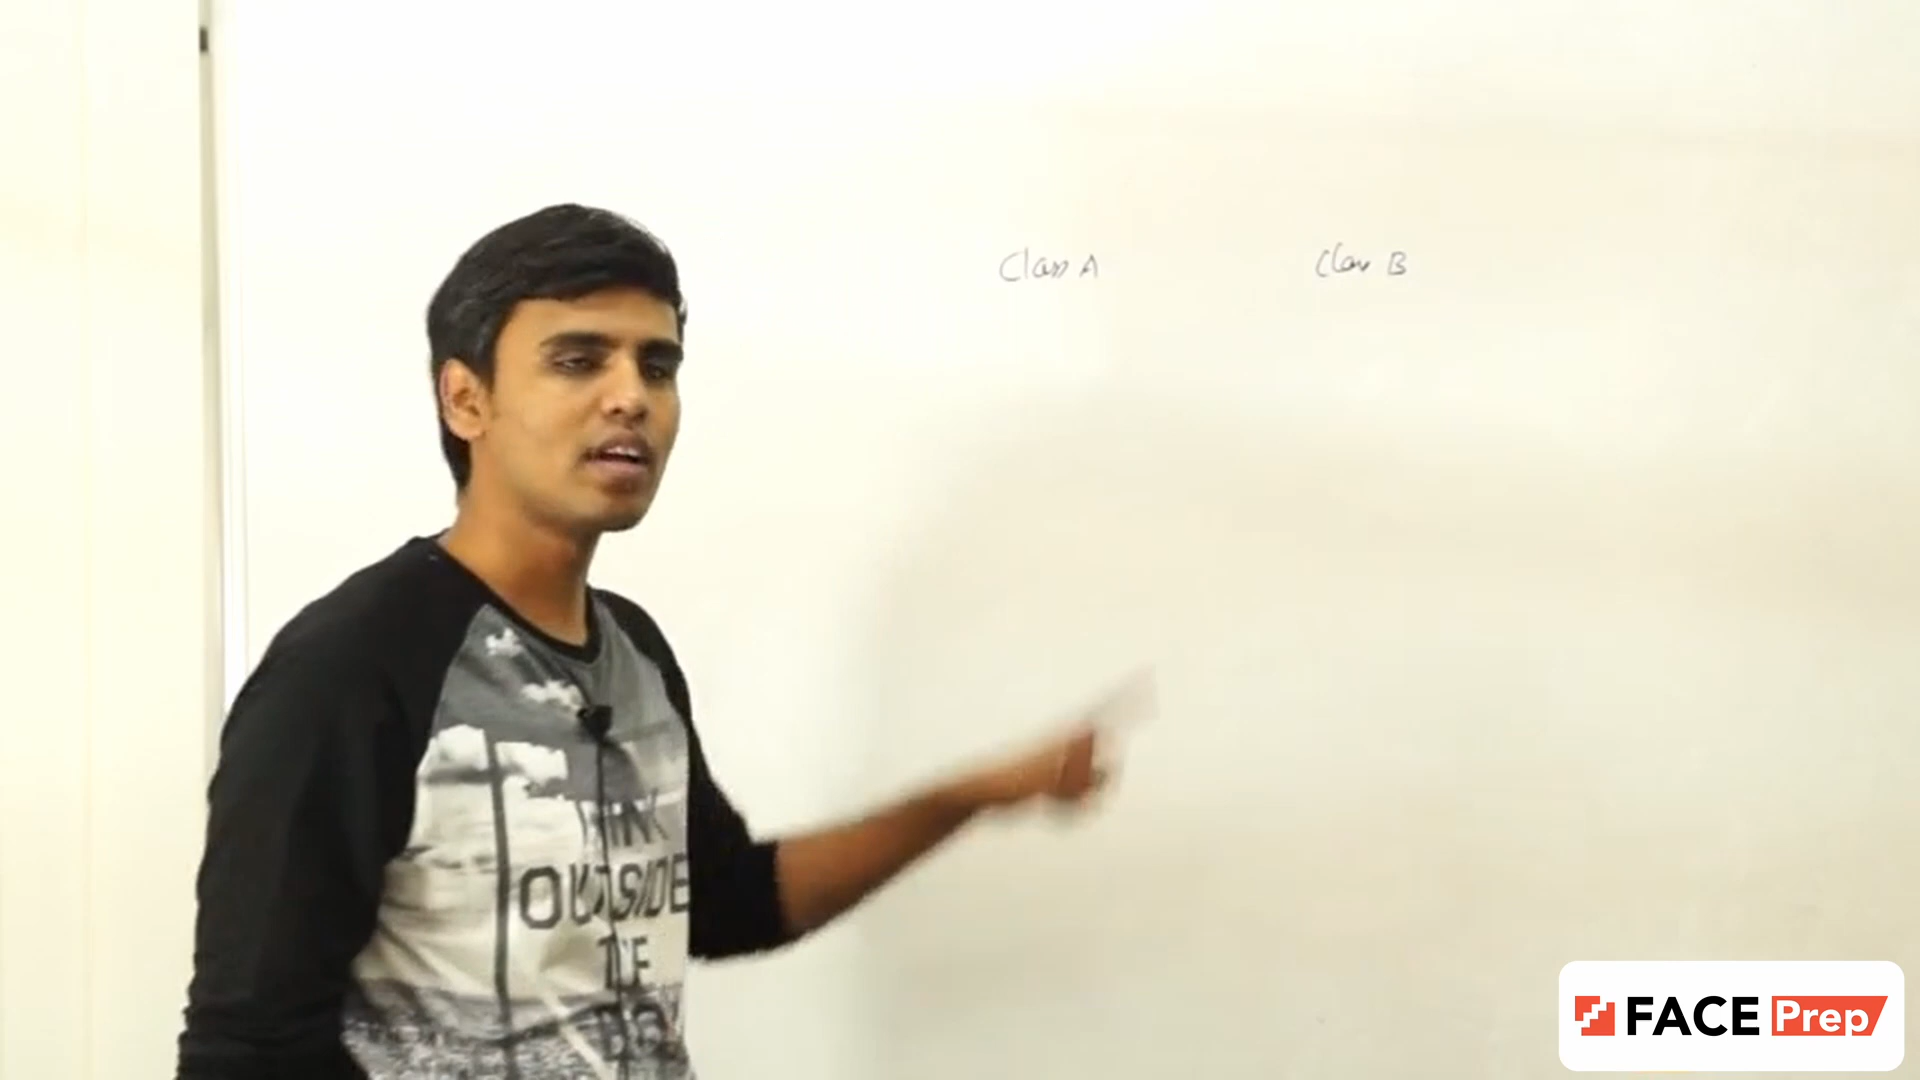 Class A Class B
THINK
OUTSIDE
THE
BOX
FACE Prep